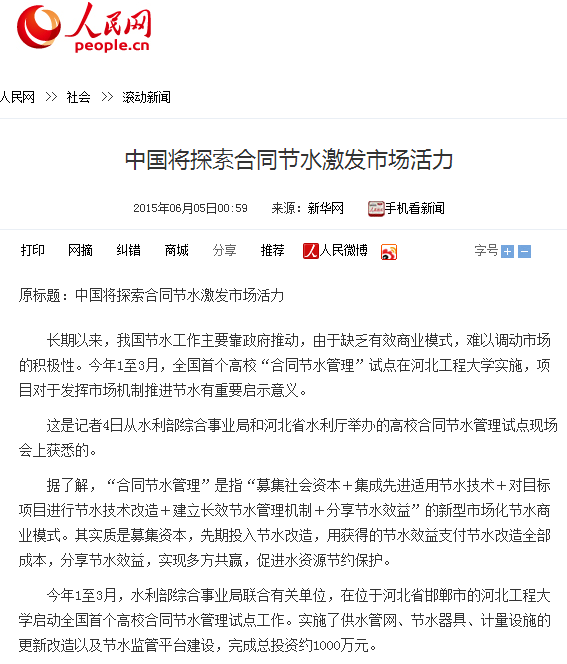 人民网
people.cn
人民网 >> 社会 >> 滚动新闻
中国将探索合同节水激发市场活力
2015年06月05日00:59 来源：新华网 手机看新闻
打印 网摘 纠错 商城 分享 推荐 人 人民微博 字号 + −
原标题：中国将探索合同节水激发市场活力
长期以来，我国节水工作主要靠政府推动，由于缺乏有效商业模式，难以调动市场
的积极性。今年1至3月，全国首个高校“合同节水管理”试点在河北工程大学实施，项
目对于发挥市场机制推进节水有重要启示意义。
这是记者4日从水利部综合事业局和河北省水利厅举办的高校合同节水管理试点现场
会上获悉的。
据了解，“合同节水管理”是指“募集社会资本＋集成先进适用节水技术＋对目标
项目进行节水技术改造＋建立长效节水管理机制＋分享节水效益”的新型市场化节水商
业模式。其实质是募集资本，先期投入节水改造，用获得的节水效益支付节水改造全部
成本，分享节水效益，实现多方共赢，促进水资源节约保护。
今年1至3月，水利部综合事业局联合有关单位，在位于河北省邯郸市的河北工程大
学启动全国首个高校合同节水管理试点工作。实施了供水管网、节水器具、计量设施的
更新改造以及节水监管平台建设，完成总投资约1000万元。